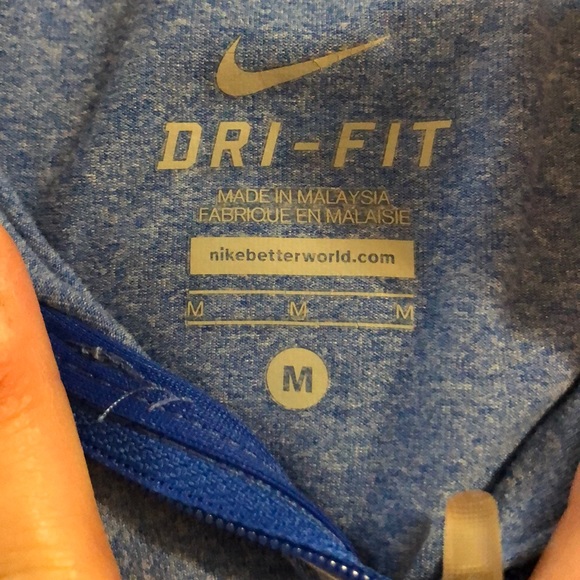 DRI-FIT
MADE IN MALAYSIA
FABRIQUE EN MALAISIE
nikebetterworld.com
M M M
M